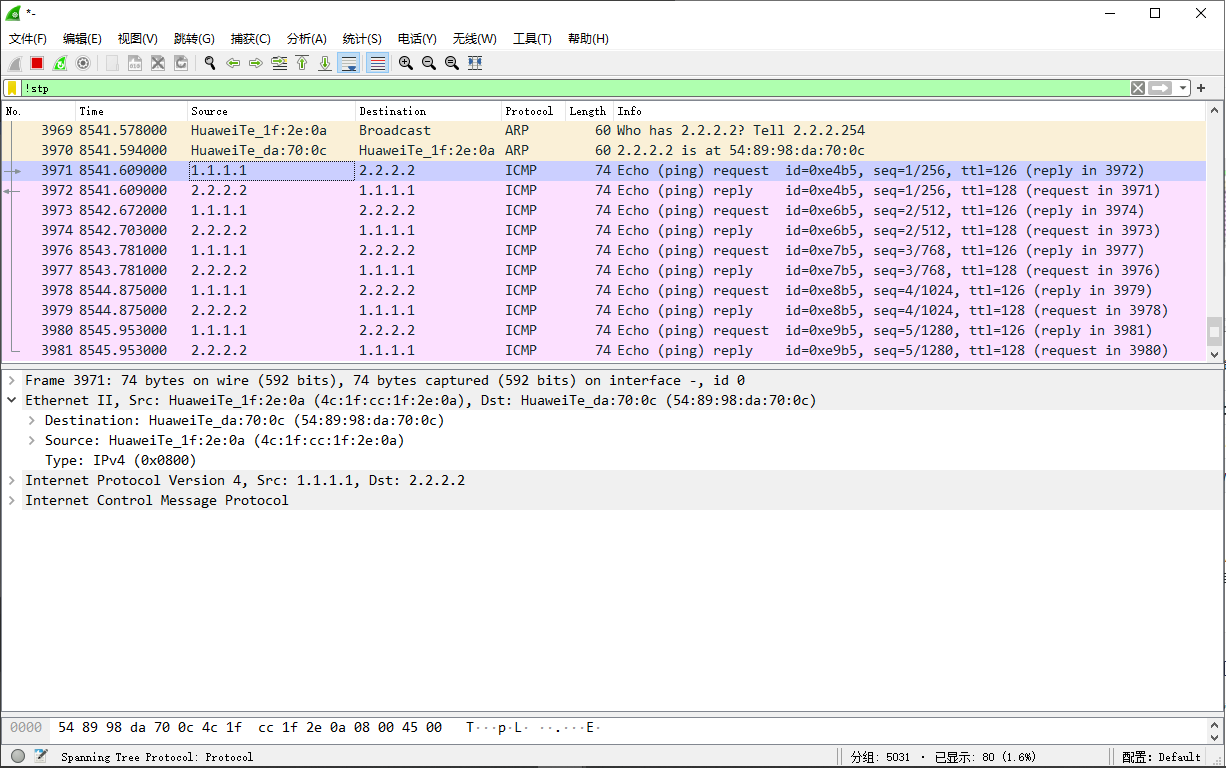 *-
文件(F) 编辑(E) 视图(V) 跳转(G) 捕获(C) 分析(A) 统计(S) 电话(Y) 无线(W) 工具(T) 帮助(H)
!stp
No. Time Source Destination Protocol Length Info
3969 8541.578000 HuaweiTe_1f:2e:0a Broadcast ARP 60 Who has 2.2.2.2? Tell 2.2.2.254
3970 8541.594000 HuaweiTe_da:70:0c HuaweiTe_1f:2e:0a ARP 60 2.2.2.2 is at 54:89:98:da:70:0c
3971 8541.609000 1.1.1.1 2.2.2.2 ICMP 74 Echo (ping) request id=0xe4b5, seq=1/256, ttl=126 (reply in 3972)
3972 8541.609000 2.2.2.2 1.1.1.1 ICMP 74 Echo (ping) reply id=0xe4b5, seq=1/256, ttl=128 (request in 3971)
3973 8542.672000 1.1.1.1 2.2.2.2 ICMP 74 Echo (ping) request id=0xe6b5, seq=2/512, ttl=126 (reply in 3974)
3974 8542.703000 2.2.2.2 1.1.1.1 ICMP 74 Echo (ping) reply id=0xe6b5, seq=2/512, ttl=128 (request in 3973)
3976 8543.781000 1.1.1.1 2.2.2.2 ICMP 74 Echo (ping) request id=0xe7b5, seq=3/768, ttl=126 (reply in 3977)
3977 8543.781000 2.2.2.2 1.1.1.1 ICMP 74 Echo (ping) reply id=0xe7b5, seq=3/768, ttl=128 (request in 3976)
3978 8544.875000 1.1.1.1 2.2.2.2 ICMP 74 Echo (ping) request id=0xe8b5, seq=4/1024, ttl=126 (reply in 3979)
3979 8544.875000 2.2.2.2 1.1.1.1 ICMP 74 Echo (ping) reply id=0xe8b5, seq=4/1024, ttl=128 (request in 3978)
3980 8545.953000 1.1.1.1 2.2.2.2 ICMP 74 Echo (ping) request id=0xe9b5, seq=5/1280, ttl=126 (reply in 3981)
3981 8545.953000 2.2.2.2 1.1.1.1 ICMP 74 Echo (ping) reply id=0xe9b5, seq=5/1280, ttl=128 (request in 3980)
Frame 3971: 74 bytes on wire (592 bits), 74 bytes captured (592 bits) on interface -, id 0
Ethernet II, Src: HuaweiTe_1f:2e:0a (4c:1f:cc:1f:2e:0a), Dst: HuaweiTe_da:70:0c (54:89:98:da:70:0c)
Destination: HuaweiTe_da:70:0c (54:89:98:da:70:0c)
Source: HuaweiTe_1f:2e:0a (4c:1f:cc:1f:2e:0a)
Type: IPv4 (0x0800)
Internet Protocol Version 4, Src: 1.1.1.1, Dst: 2.2.2.2
Internet Control Message Protocol
0000 54 89 98 da 70 0c 4c 1f cc 1f 2e 0a 08 00 45 00 T···p·L· ··.···E·
Spanning Tree Protocol: Protocol 分组: 5031 · 已显示: 80 (1.6%) 配置: Default